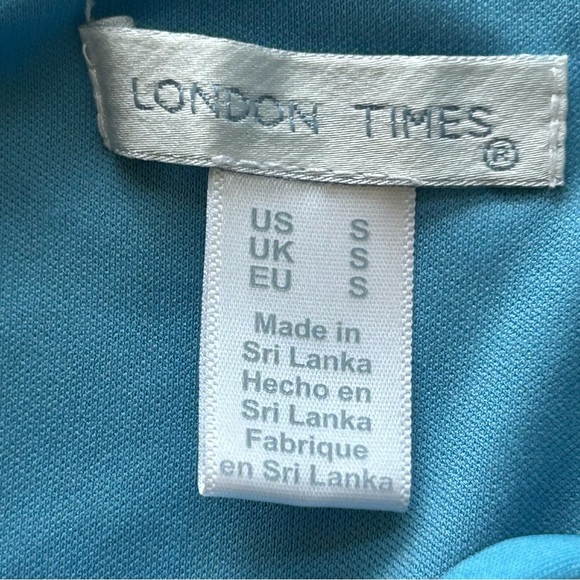 LONDON TIMES ®
US S
UK S
EU S
Made in
Sri Lanka
Hecho en
Sri Lanka
Fabrique
en Sri Lanka